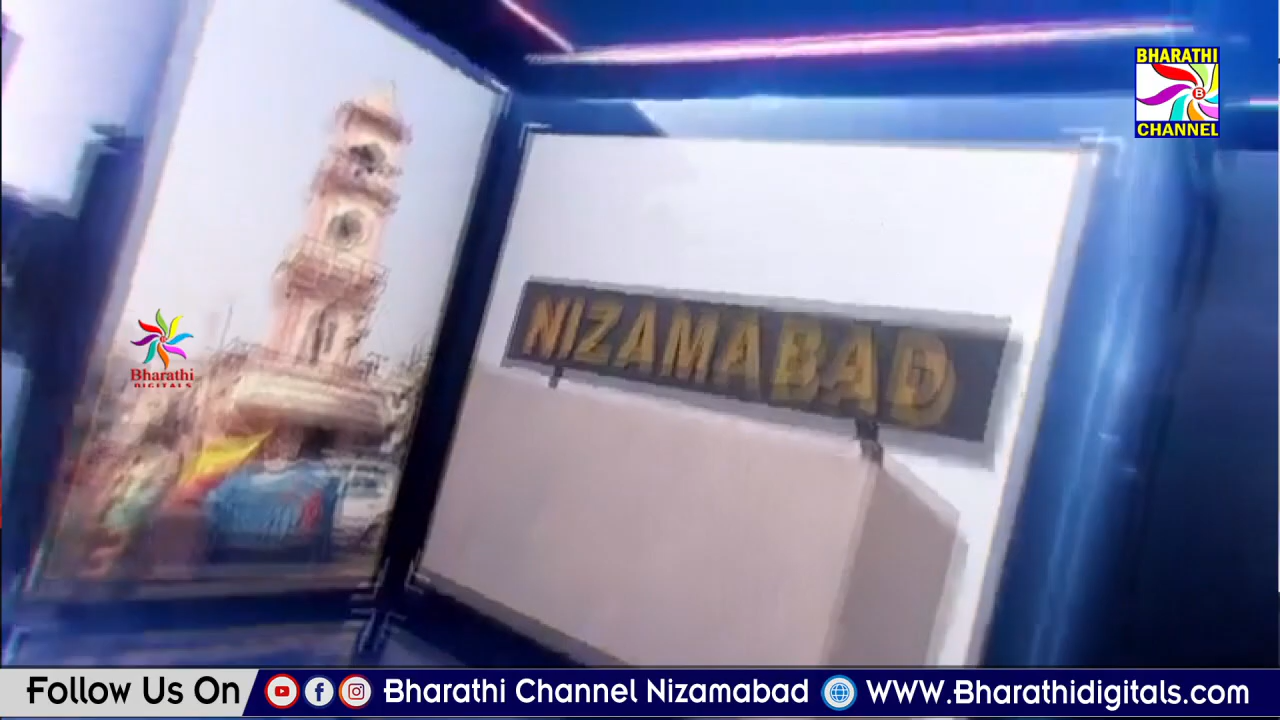 BHARATHI
CHANNEL
NIZAMABAD
Bharathi
DIGITALS
Follow Us On Bharathi Channel Nizamabad WWW.Bharathidigitals.com